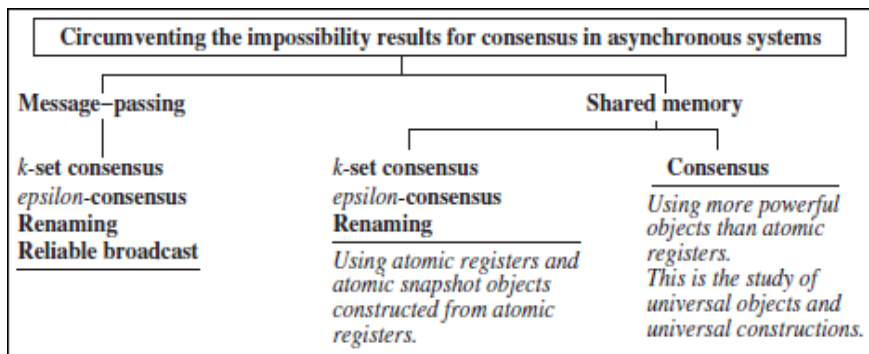 Circumventing the impossibility results for consensus in asynchronous systems
Message−passing
k-set consensus
epsilon-consensus
Renaming
Reliable broadcast
Shared memory
k-set consensus
epsilon-consensus
Renaming
Using atomic registers and
atomic snapshot objects
constructed from atomic
registers.
Consensus
Using more powerful
objects than atomic
registers.
This is the study of
universal objects and
universal constructions.